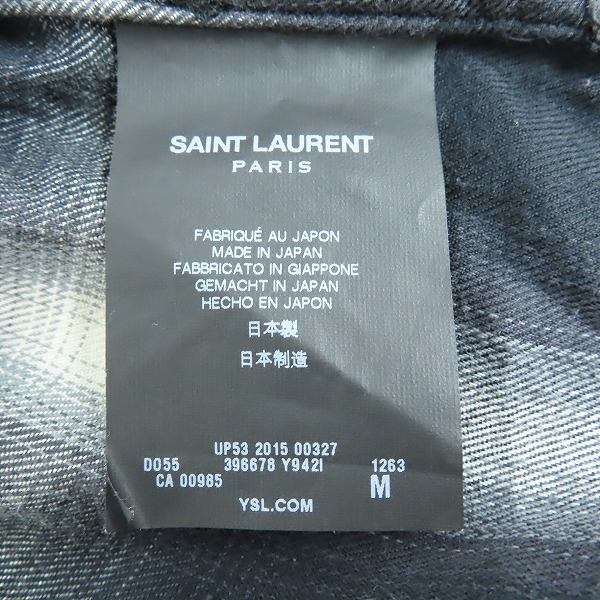 SAINT LAURENT
PARIS
FABRIQUÉ AU JAPON
MADE IN JAPAN
FABBRICATO IN GIAPPONE
GEMACHT IN JAPAN
HECHO EN JAPON
日本製
日本制造
UP53 2015 00327
D055 396678 Y942I 1263
CA 00985 M
YSL.COM